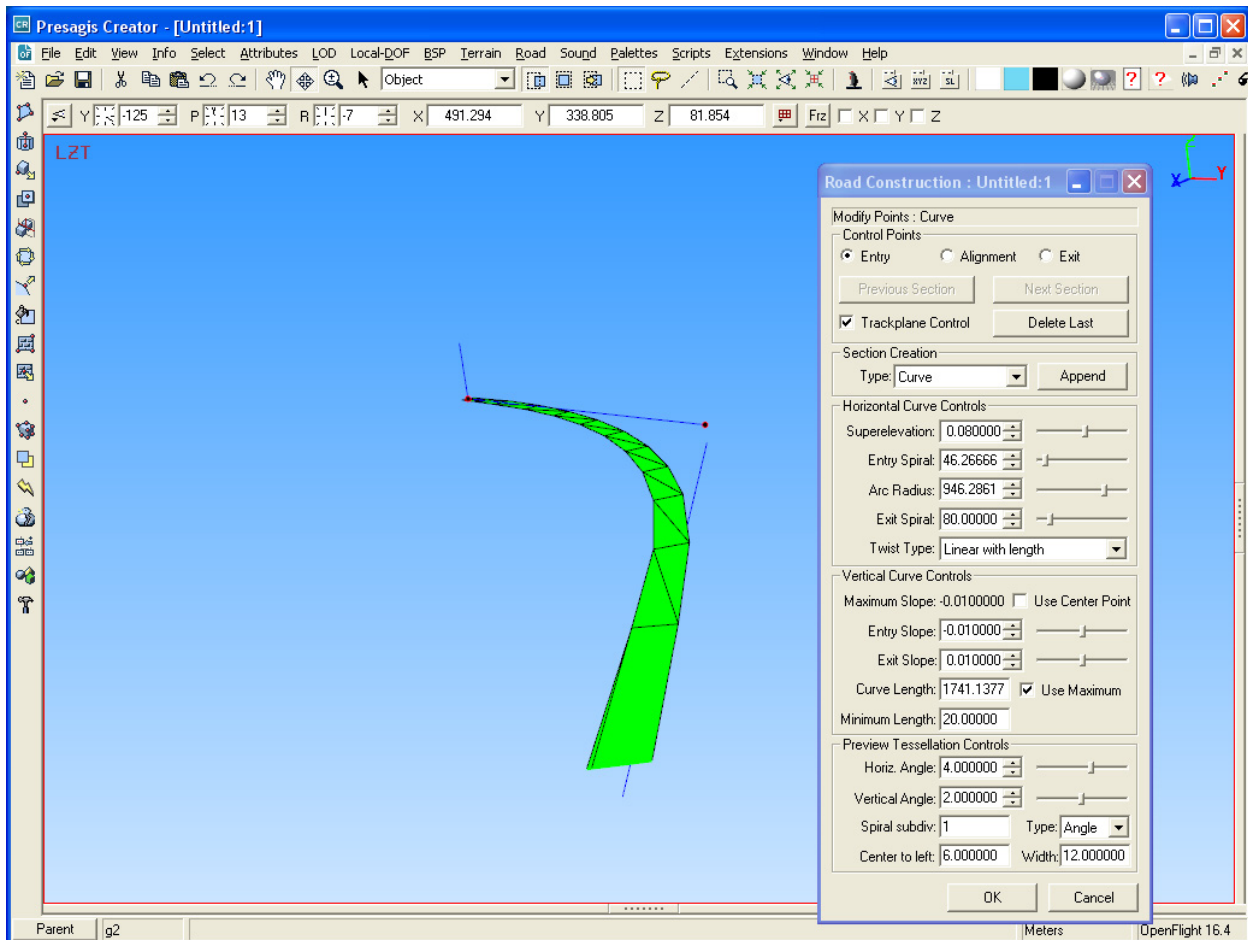 CR Presagis Creator - [Untitled:1]
File Edit View Info Select Attributes LOD Local-DOF BSP Terrain Road Sound Palettes Scripts Extensions Window Help
Object XYZ SL ? ?
Y -125 P 13 R -7 X 491.294 Y 338.805 Z 81.854 Frz X Y Z
LZT
X Y
Road Construction : Untitled:1
Modify Points : Curve
Control Points
Entry Alignment Exit
Previous Section Next Section
Trackplane Control Delete Last
Section Creation
Type: Curve Append
Horizontal Curve Controls
Superelevation: 0.080000
Entry Spiral: 46.26666
Arc Radius: 946.2861
Exit Spiral: 80.00000
Twist Type: Linear with length
Vertical Curve Controls
Maximum Slope: -0.0100000 Use Center Point
Entry Slope: -0.010000
Exit Slope: 0.010000
Curve Length: 1741.1377 Use Maximum
Minimum Length: 20.00000
Preview Tessellation Controls
Horiz. Angle: 4.000000
Vertical Angle: 2.000000
Spiral subdiv: 1 Type: Angle
Center to left: 6.000000 Width: 12.000000
OK Cancel
Parent g2 Meters OpenFlight 16.4